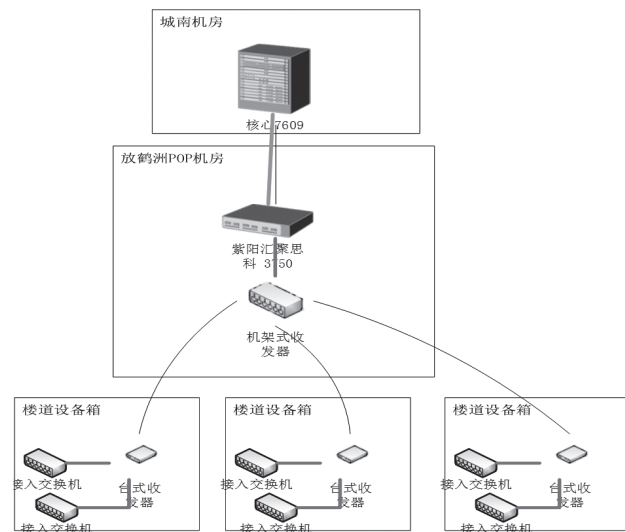 城南机房
核心7609
放鹤洲POP机房
紫阳汇聚思
科 3750
机架式收
发器
楼道设备箱
楼道设备箱
楼道设备箱
接入交换机
台式收
发器
接入交换机
接入交换机
台式收
发器
接入交换机
接入交换机
台式收
发器
接入交换机